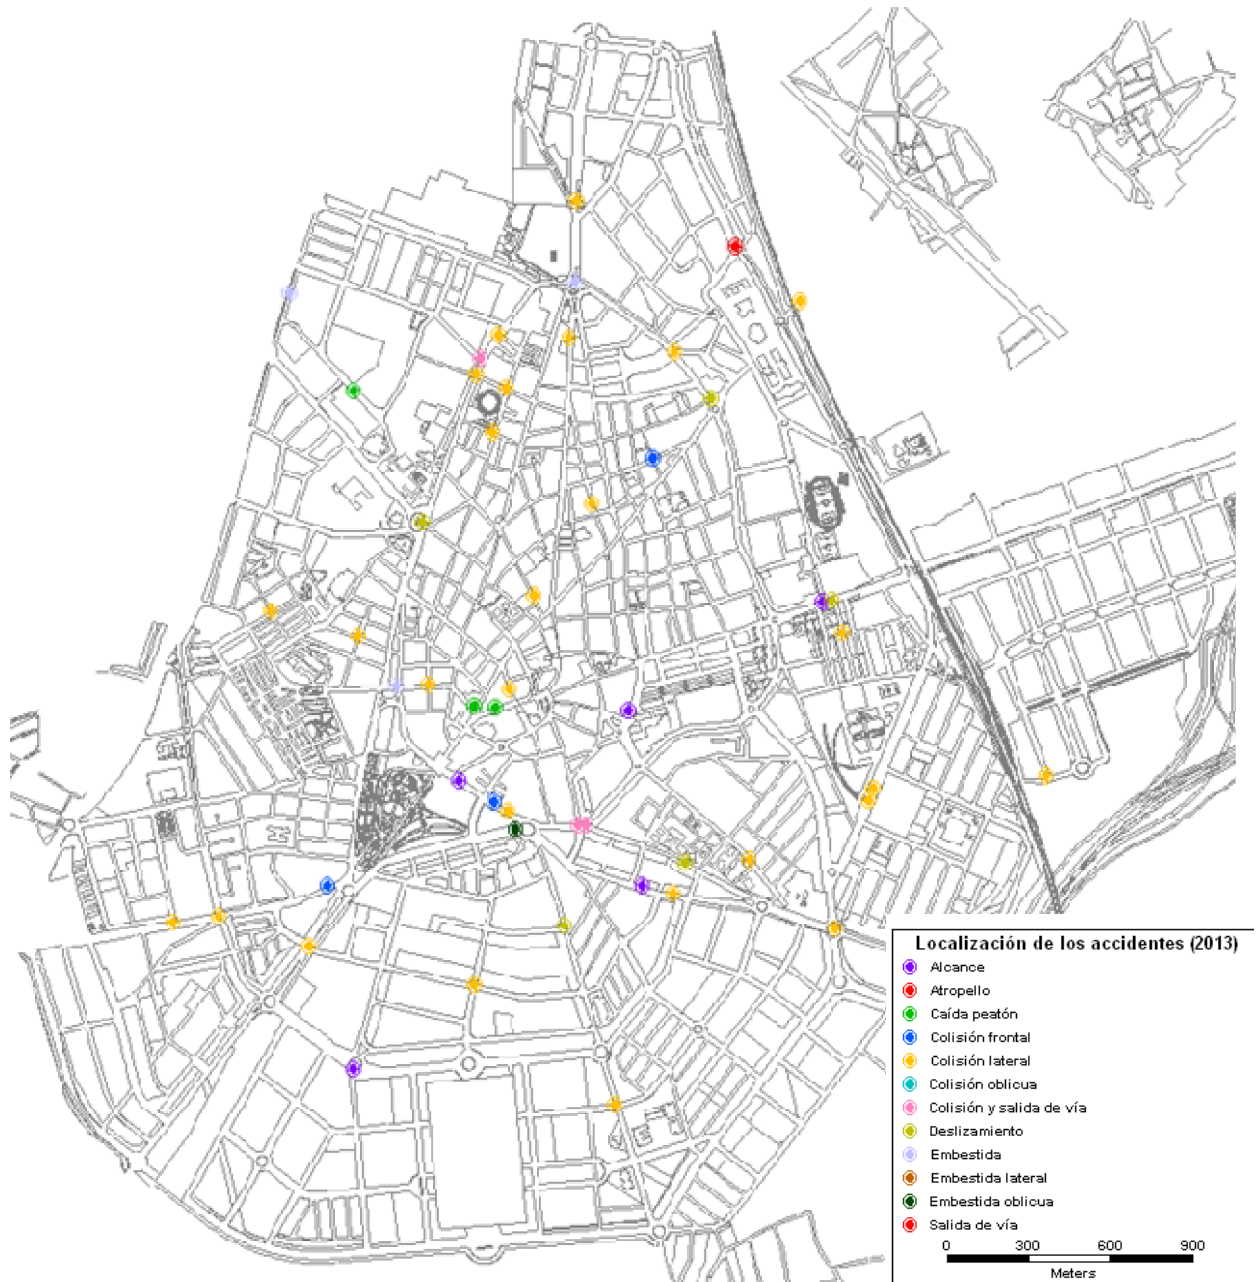 Localización de los accidentes (2013)
Alcance
Atropello
Caída peatón
Colisión frontal
Colisión lateral
Colisión oblicua
Colisión y salida de vía
Deslizamiento
Embestida
Embestida lateral
Embestida oblicua
Salida de vía
0 300 600 900
Meters